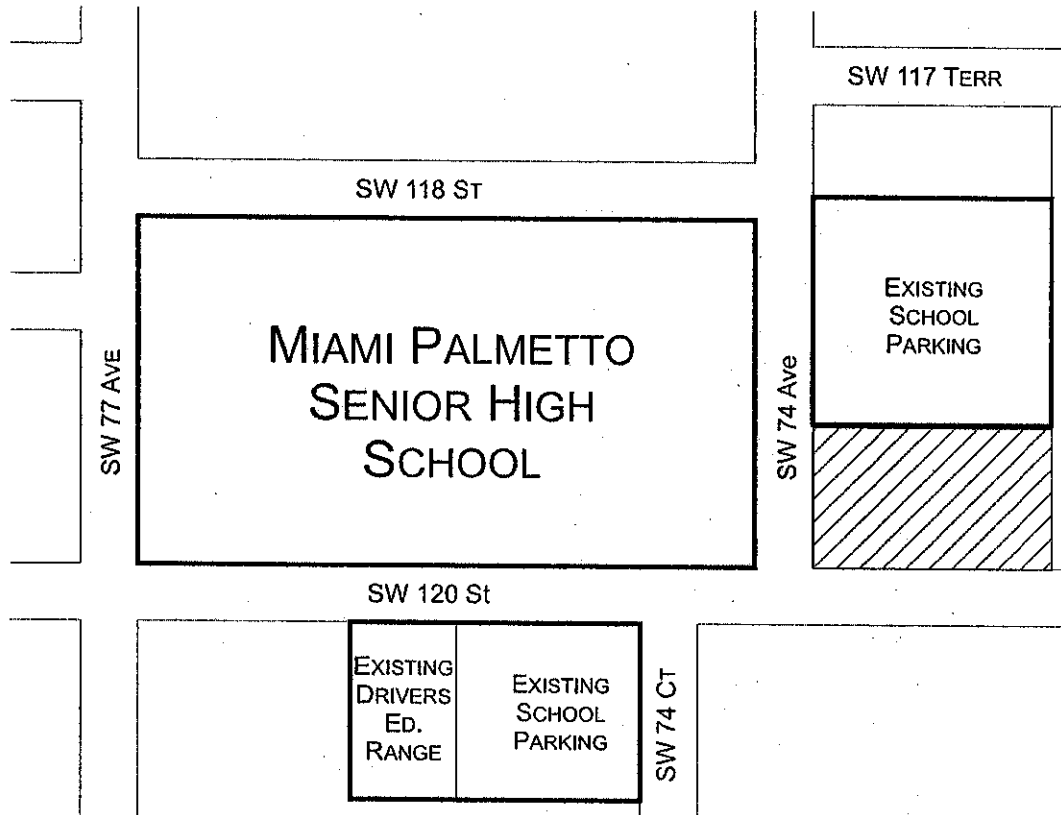 SW 117 TERR
SW 118 ST
EXISTING
SCHOOL
PARKING
MIAMI PALMETTO
SENIOR HIGH
SCHOOL
SW 77 AVE
SW 74 Ave
SW 120 St
EXISTING
DRIVERS
ED.
RANGE
EXISTING
SCHOOL
PARKING
SW 74 CT